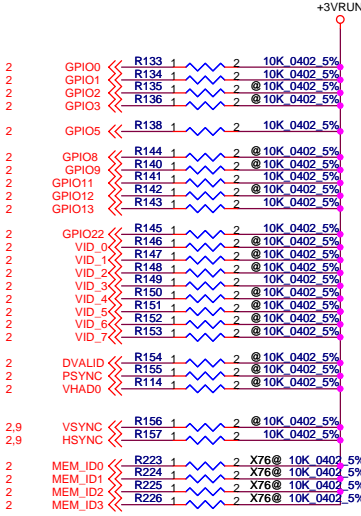 +3VRUN
2 GPIO0 R133 1 2 10K_0402_5%
2 GPIO1 R134 1 2 10K_0402_5%
2 GPIO2 R135 1 2 @ 10K_0402_5%
2 GPIO3 R136 1 2 @ 10K_0402_5%
2 GPIO5 R138 1 2 10K_0402_5%
2 GPIO8 R144 1 2 @ 10K_0402_5%
2 GPIO9 R140 1 2 @ 10K_0402_5%
2 GPIO11 R141 1 2 10K_0402_5%
2 GPIO12 R142 1 2 @ 10K_0402_5%
2 GPIO13 R143 1 2 10K_0402_5%
2 GPIO22 R145 1 2 10K_0402_5%
2 VID_0 R146 1 2 @ 10K_0402_5%
2 VID_1 R147 1 2 @ 10K_0402_5%
2 VID_2 R148 1 2 @ 10K_0402_5%
2 VID_3 R149 1 2 10K_0402_5%
2 VID_4 R150 1 2 @ 10K_0402_5%
2 VID_5 R151 1 2 @ 10K_0402_5%
2 VID_6 R152 1 2 @ 10K_0402_5%
2 VID_7 R153 1 2 @ 10K_0402_5%
2 DVALID R154 1 2 @ 10K_0402_5%
2 PSYNC R155 1 2 @ 10K_0402_5%
2 VHAD0 R114 1 2 @ 10K_0402_5%
2,9 VSYNC R156 1 2 @ 10K_0402_5%
2,9 HSYNC R157 1 2 10K_0402_5%
2 MEM_ID0 R223 1 2 X76@ 10K_0402_5%
2 MEM_ID1 R224 1 2 X76@ 10K_0402_5%
2 MEM_ID2 R225 1 2 X76@ 10K_0402_5%
2 MEM_ID3 R226 1 2 X76@ 10K_0402_5%